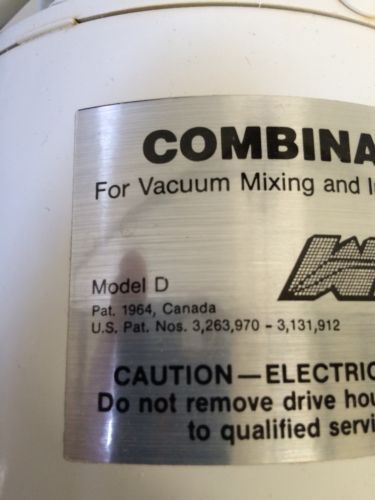 COMBINA
For Vacuum Mixing and I
Model D
Pat. 1964, Canada
U.S. Pat. Nos. 3,263,970 - 3,131,912
CAUTION—ELECTRIC
Do not remove drive hou
to qualified servi